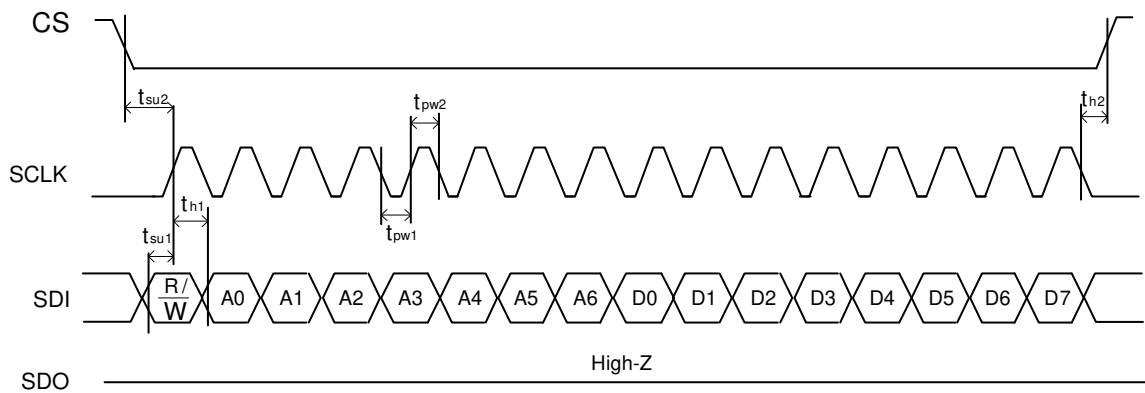 CS
tsu2
tpw2
th2
SCLK
th1
tsu1
tpw1
SDI
R/
W
A0
A1
A2
A3
A4
A5
A6
D0
D1
D2
D3
D4
D5
D6
D7
High-Z
SDO